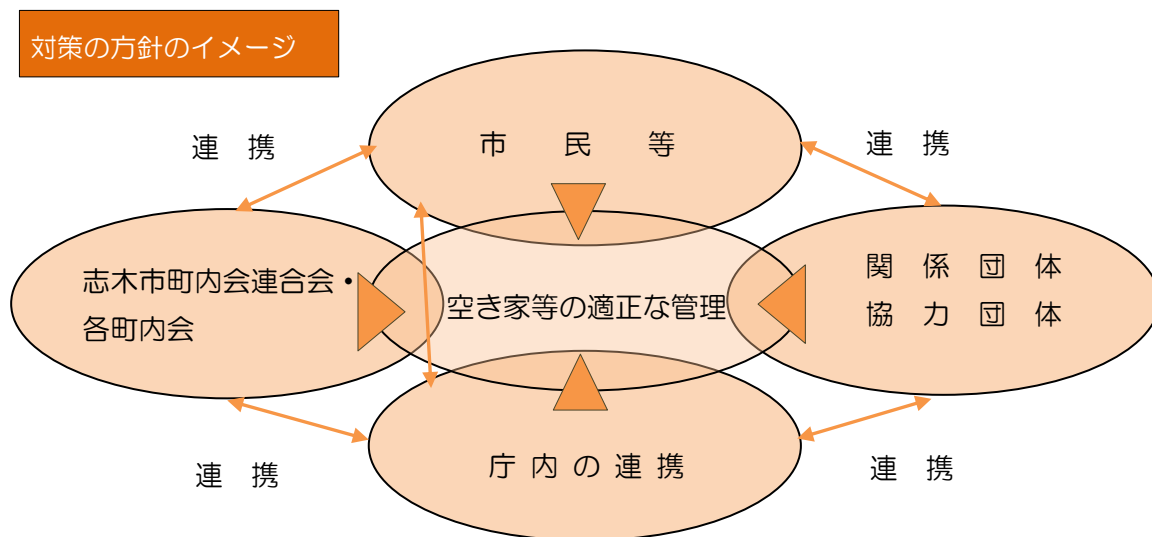 対策の方針のイメージ
市　民　等
連　携
連　携
志木市町内会連合会・
各町内会
空き家等の適正な管理
関　係　団　体
協　力　団　体
庁 内 の 連 携
連　携
連　携